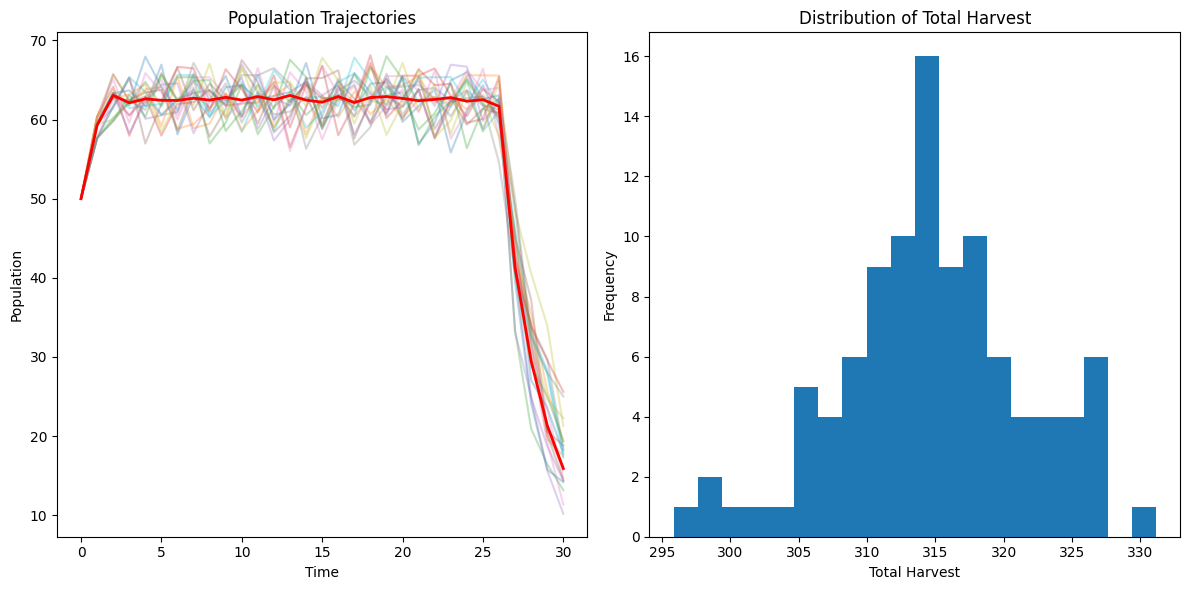 Population Trajectories
70
60
50
40
30
20
10
Population
0 5 10 15 20 25 30
Time
Distribution of Total Harvest
16
14
12
10
8
6
4
2
0
Frequency
295 300 305 310 315 320 325 330
Total Harvest